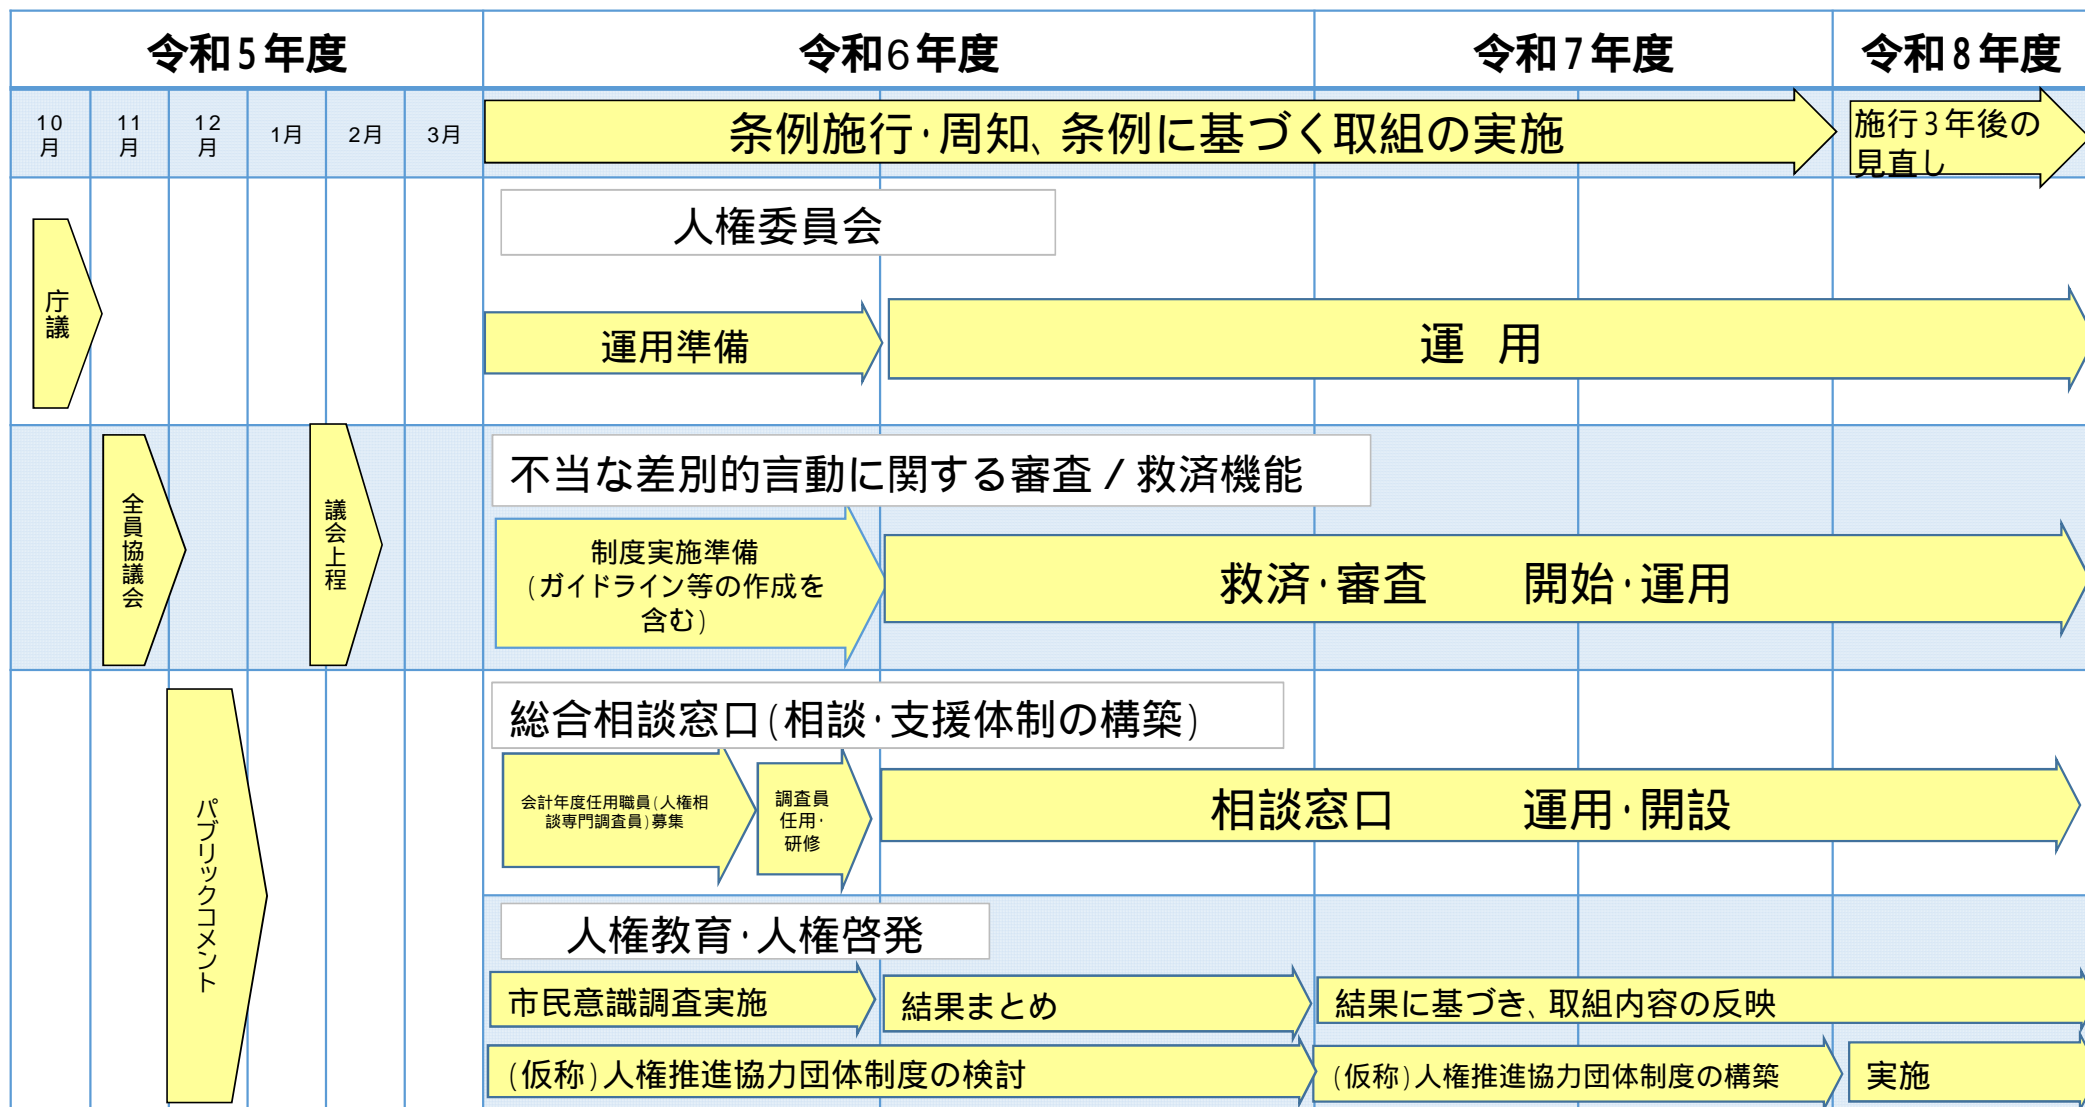 令和5年度
令和6年度
令和7年度
令和8年度
10
月
11
月
12
月
1月
2月
3月
条例施行・周知、条例に基づく取組の実施
施行3年後の
見直し
人権委員会
庁議
運用準備
運　用
全員協議会
議会上程
不当な差別的言動に関する審査/救済機能
制度実施準備
(ガイドライン等の作成を
含む)
救済・審査　　開始・運用
パブリックコメント
総合相談窓口(相談・支援体制の構築)
会計年度任用職員(人権相
談専門調査員)募集
調査員
任用・
研修
相談窓口　　　運用・開設
人権教育・人権啓発
市民意識調査実施
結果まとめ
結果に基づき、取組内容の反映
(仮称)人権推進協力団体制度の検討
(仮称)人権推進協力団体制度の構築
実施